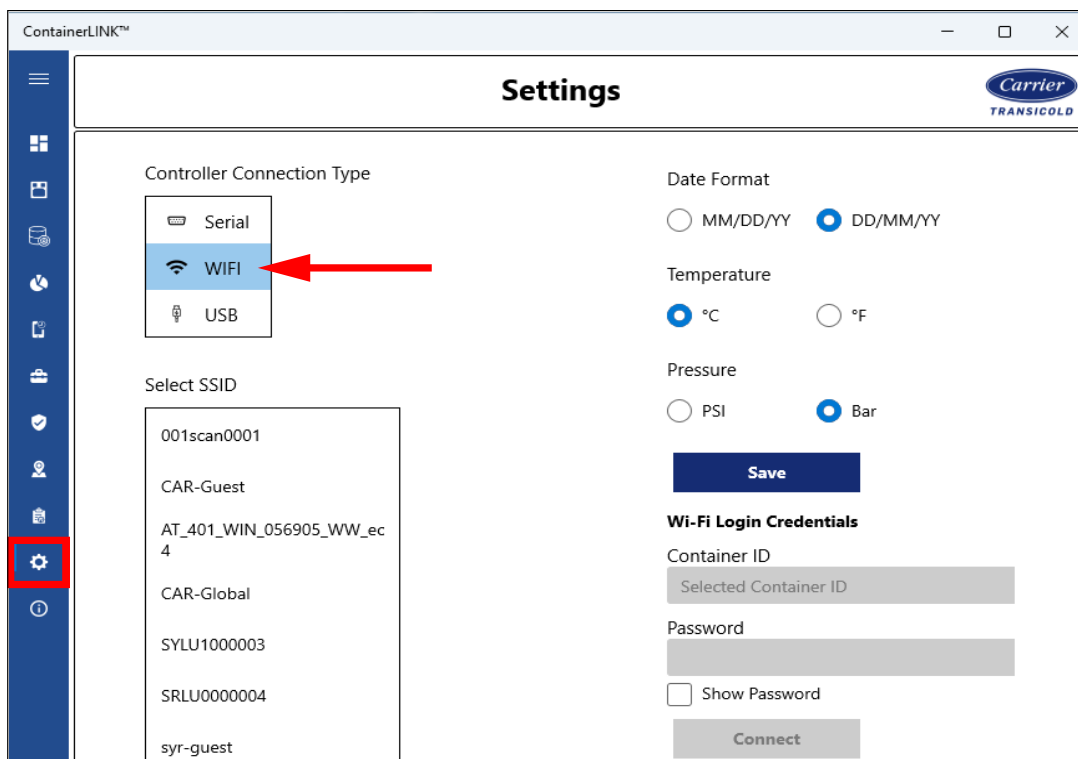 ContainerLINK™
Settings
Carrier
TRANSICOLD
Controller Connection Type
Serial
WIFI
USB
Select SSID
001scan0001
CAR-Guest
AT_401_WIN_056905_WW_ec
4
CAR-Global
SYLU1000003
SRLU0000004
syr-guest
Date Format
MM/DD/YY
DD/MM/YY
Temperature
°C
°F
Pressure
PSI
Bar
Save
Wi-Fi Login Credentials
Container ID
Selected Container ID
Password
Show Password
Connect